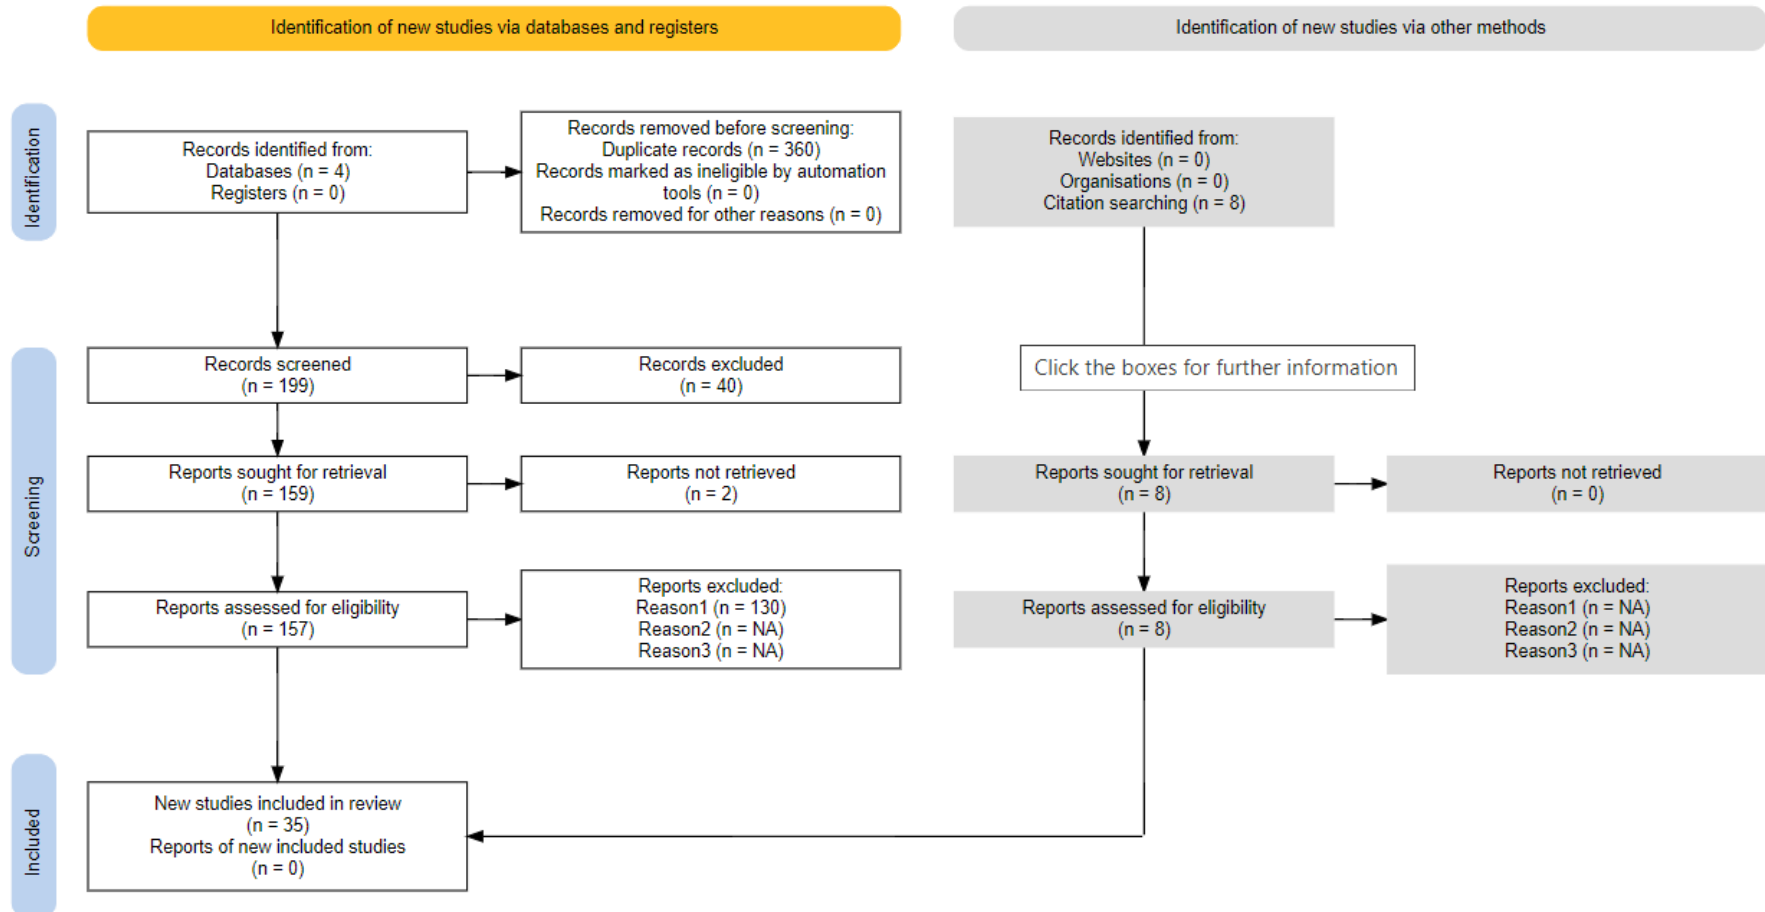 Identification of new studies via databases and registers
Identification of new studies via other methods
Identification
Records identified from:
Databases (n = 4)
Registers (n = 0)
Records removed before screening:
Duplicate records (n = 360)
Records marked as ineligible by automation
tools (n = 0)
Records removed for other reasons (n = 0)
Records identified from:
Websites (n = 0)
Organisations (n = 0)
Citation searching (n = 8)
Screening
Records screened
(n = 199)
Records excluded
(n = 40)
Click the boxes for further information
Reports sought for retrieval
(n = 159)
Reports not retrieved
(n = 2)
Reports sought for retrieval
(n = 8)
Reports not retrieved
(n = 0)
Reports assessed for eligibility
(n = 157)
Reports excluded:
Reason1 (n = 130)
Reason2 (n = NA)
Reason3 (n = NA)
Reports assessed for eligibility
(n = 8)
Reports excluded:
Reason1 (n = NA)
Reason2 (n = NA)
Reason3 (n = NA)
Included
New studies included in review
(n = 35)
Reports of new included studies
(n = 0)